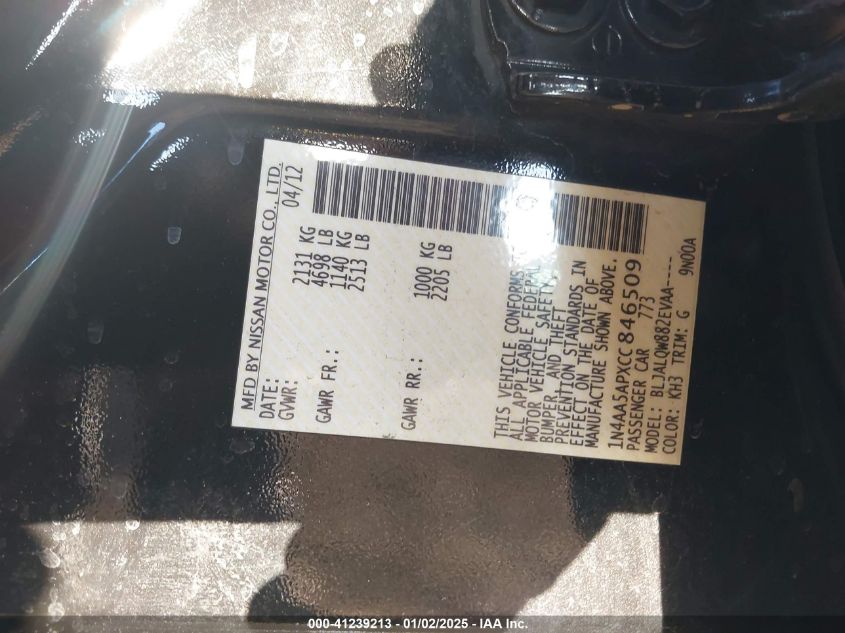 MFD BY NISSAN MOTOR CO., LTD.
DATE: 04/12
GVWR: 2131 KG
4698 LB
GAWR FR.: 1140 KG
2513 LB
GAWR RR.: 1000 KG
2205 LB
THIS VEHICLE CONFORMS
ALL APPLICABLE FEDERAL
MOTOR VEHICLE SAFETY
BUMPER, AND THEFT
PREVENTION STANDARDS IN
EFFECT ON THE DATE OF
MANUFACTURE SHOWN ABOVE.
1N4AA5APXCC846509
PASSENGER CAR 773
MODEL: BLJALQW882EVAA----
COLOR: KH3 TRIM: G 9N00A
000-41239213 - 01/02/2025 - IAA Inc.